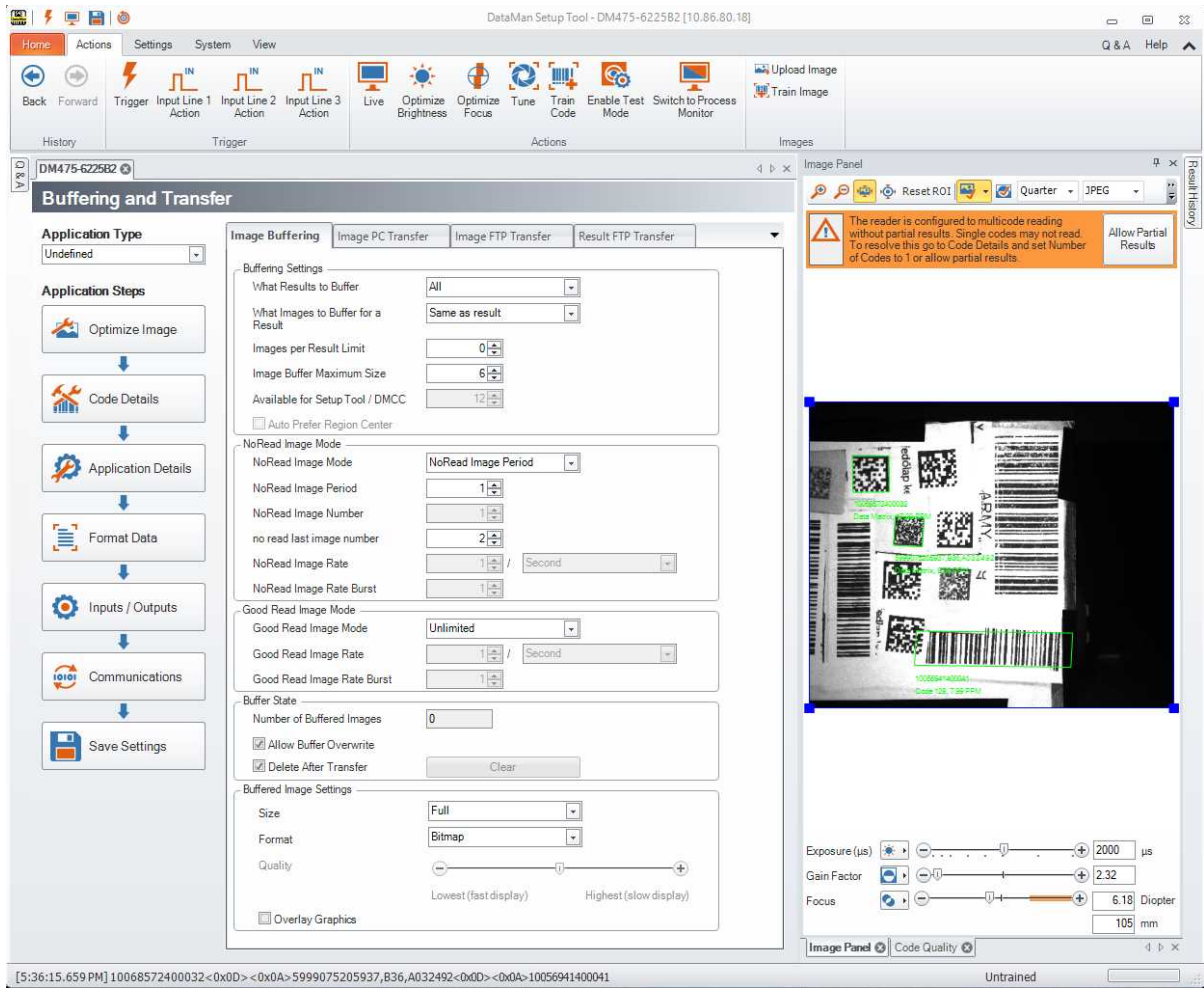 DataMan Setup Tool - DM475-6225B2 [10.86.80.18]
Home Actions Settings System View Q & A Help
Back Forward Trigger Input Line 1 Action Input Line 2 Action Input Line 3 Action Live Optimize Brightness Optimize Focus Tune Train Code Enable Test Mode Switch to Process Monitor Upload Image
Train Image
History Trigger Actions Images
Q & A
DM475-6225B2
Buffering and Transfer
Application Type
Undefined
Application Steps
Optimize Image
Code Details
Application Details
Format Data
Inputs / Outputs
Communications
Save Settings
Image Buffering Image PC Transfer Image FTP Transfer Result FTP Transfer
Buffering Settings
What Results to Buffer All
What Images to Buffer for a Result Same as result
Images per Result Limit 0
Image Buffer Maximum Size 6
Available for Setup Tool / DMCC 12
Auto Prefer Region Center
NoRead Image Mode
NoRead Image Mode NoRead Image Period
NoRead Image Period 1
NoRead Image Number 1
no read last image number 2
NoRead Image Rate 1 / Second
NoRead Image Rate Burst 1
Good Read Image Mode
Good Read Image Mode Unlimited
Good Read Image Rate 1 / Second
Good Read Image Rate Burst 1
Buffer State
Number of Buffered Images 0
Allow Buffer Overwrite
Delete After Transfer Clear
Buffered Image Settings
Size Full
Format Bitmap
Quality
Lowest (fast display) Highest (slow display)
Overlay Graphics
Image Panel
Reset ROI Quarter JPEG
The reader is configured to multicode reading
without partial results. Single codes may not read.
To resolve this go to Code Details and set Number
of Codes to 1 or allow partial results.
Allow Partial
Results
Result History
ARMY
10068572400032
Data Matrix,
10056941400041
Code 128, 7.99 PPM
Exposure (µs) 2000 µs
Gain Factor 2.32
Focus 6.18 Diopter
105 mm
Image Panel Code Quality
[5:36:15.659 PM] 10068572400032<0x0D><0x0A>5999075205937,B36,A032492<0x0D><0x0A>10056941400041 Untrained